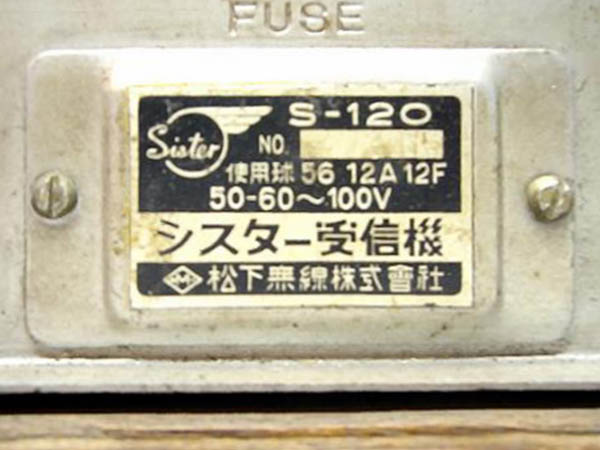 FUSE
Sister
S-120
NO.
使用球 56 12A 12F
50-60～100V
シスター受信機
松下無線株式會社